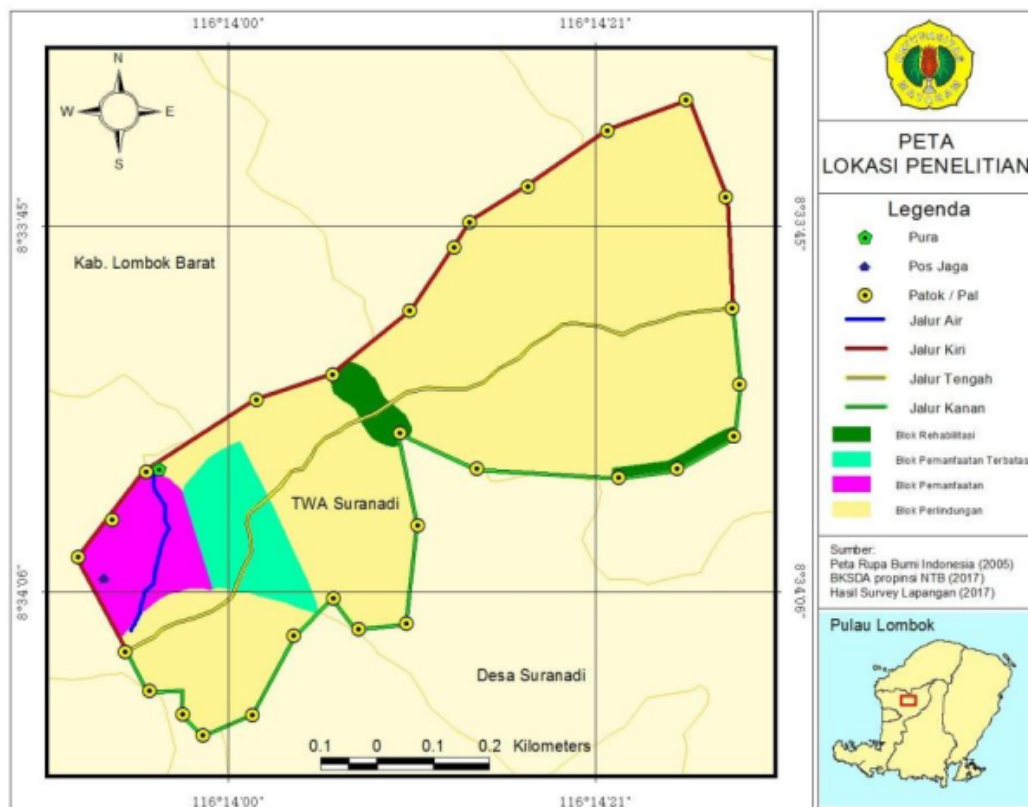 116°14'00"
116°14'21"
N
W
E
S
8°33'45"
8°33'45"
Kab. Lombok Barat
TWA Suranadi
8°34'06"
8°34'06"
Desa Suranadi
0.1 0 0.1 0.2 Kilometers
116°14'00"
116°14'21"
UNIVERSITAS
MATARAM
PETA
LOKASI PENELITIAN
Legenda
Pura
Pos Jaga
Patok / Pal
Jalur Air
Jalur Kiri
Jalur Tengah
Jalur Kanan
Blok Rehabilitasi
Blok Pemanfaatan Terbatas
Blok Pemanfaatan
Blok Perlindungan
Sumber:
Peta Rupa Bumi Indonesia (2005)
BKSDA propinsi NTB (2017)
Hasil Survey Lapangan (2017)
Pulau Lombok